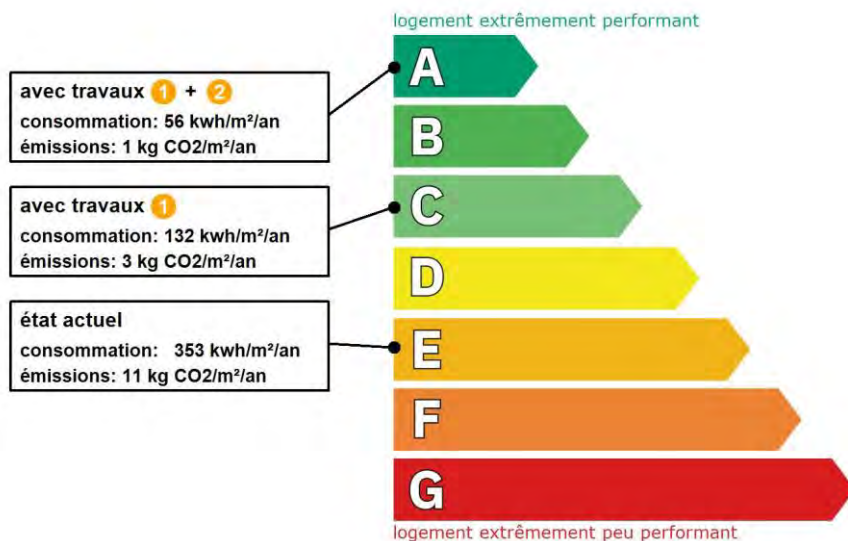 logement extrêmement performant
avec travaux 1 + 2
consommation: 56 kwh/m²/an
émissions: 1 kg CO2/m²/an
A
B
avec travaux 1
consommation: 132 kwh/m²/an
émissions: 3 kg CO2/m²/an
C
D
état actuel
consommation: 353 kwh/m²/an
émissions: 11 kg CO2/m²/an
E
F
G
logement extrêmement peu performant